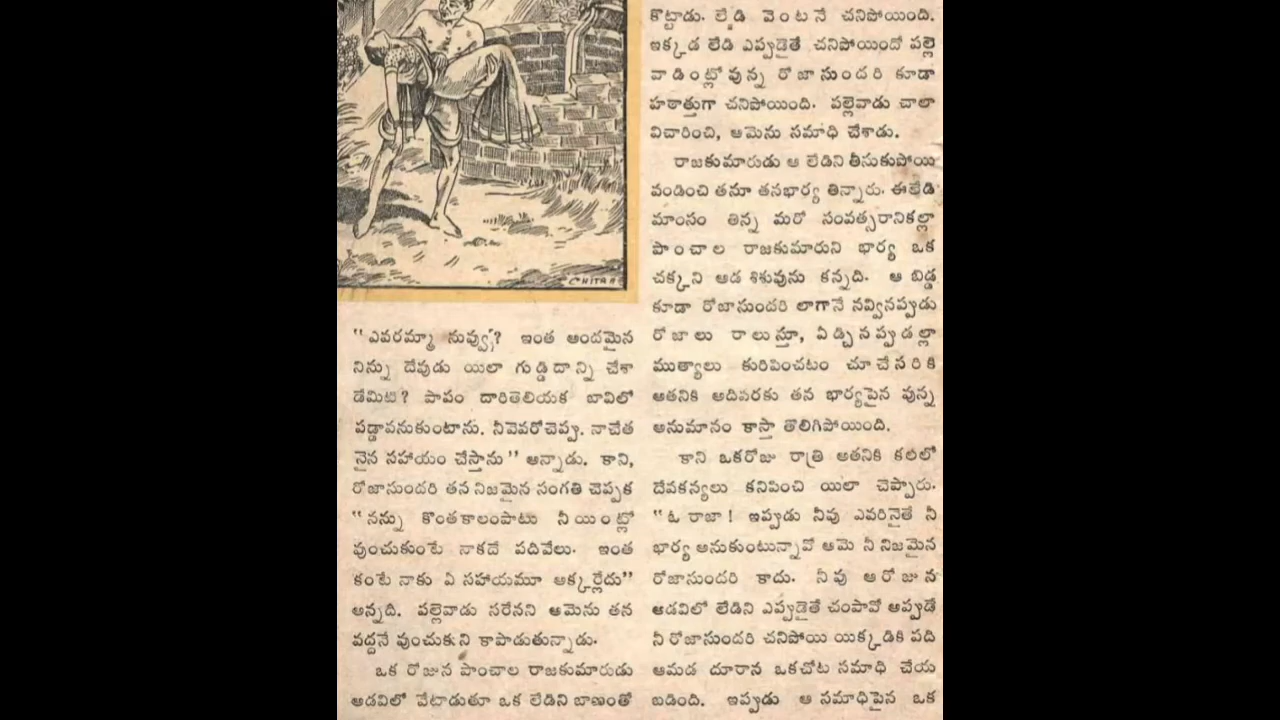 CHITRA
"ఎవరమ్మా నువ్వు? ఇంత అందమైన
నిన్ను దేవుడు యిలా గుడ్డిదాన్ని చేశా
డేమిటి? పాపం దారితెలియక బావిలో
పడ్డావనుకుంటాను. నీవెవరోచెప్పు. నాచేత
నైన సహాయం చేస్తాను" అన్నాడు. కాని,
రోజాసుందరి తన నిజమైన సంగతి చెప్పక
"నన్ను కొంతకాలంపాటు నీయింట్లో
వుంచుకుంటే నాకదే పదివేలు. ఇంత
కంటే నాకు ఏ సహాయమూ అక్కర్లేదు"
అన్నది. పల్లెవాడు సరేనని ఆమెను తన
వద్దనే వుంచుకుని కాపాడుతున్నాడు.
ఒక రోజున పాంచాల రాజకుమారుడు
అడవిలో వేటాడుతూ ఒక లేడిని బాణంతో
కొట్టాడు. లేడి వెంటనే చనిపోయింది.
ఇక్కడ లేడి ఎప్పుడైతే చనిపోయిందో పల్లె
వాడింట్లోవున్న రోజాసుందరి కూడా
హఠాత్తుగా చనిపోయింది. పల్లెవాడు చాలా
విచారించి, ఆమెను సమాధి చేశాడు.
రాజకుమారుడు ఆ లేడిని తీసుకుపోయి
వండించి తనూ తనభార్య తిన్నారు. ఈలేడి
మాంసం తిన్న మరో సంవత్సరానికల్లా
పాంచాల రాజకుమారుని భార్య ఒక
చక్కని ఆడ శిశువును కన్నది. ఆ బిడ్డ
కూడా రోజాసుందరి లాగానే నవ్వినప్పుడు
రోజాలు రాలుస్తూ, ఏడ్చినప్పుడల్లా
ముత్యాలు కురిపించటం చూచేసరికి
అతనికి అదివరకు తన భార్యపైన వున్న
అనుమానం కాస్తా తొలిగిపోయింది.
కాని ఒకరోజు రాత్రి అతనికి కలలో
దేవకన్యలు కనిపించి యిలా చెప్పారు.
"ఓ రాజా! ఇప్పుడు నీవు ఎవరినైతే నీ
భార్య అనుకుంటున్నావో ఆమె నీ నిజమైన
రోజాసుందరి కాదు. నీవు ఆరోజున
అడవిలో లేడిని ఎప్పుడైతే చంపావో అప్పుడే
నీ రోజాసుందరి చనిపోయి యిక్కడికి పది
ఆమడ దూరాన ఒకచోట సమాధి చేయ
బడింది. ఇప్పుడు ఆ సమాధిపైన ఒక